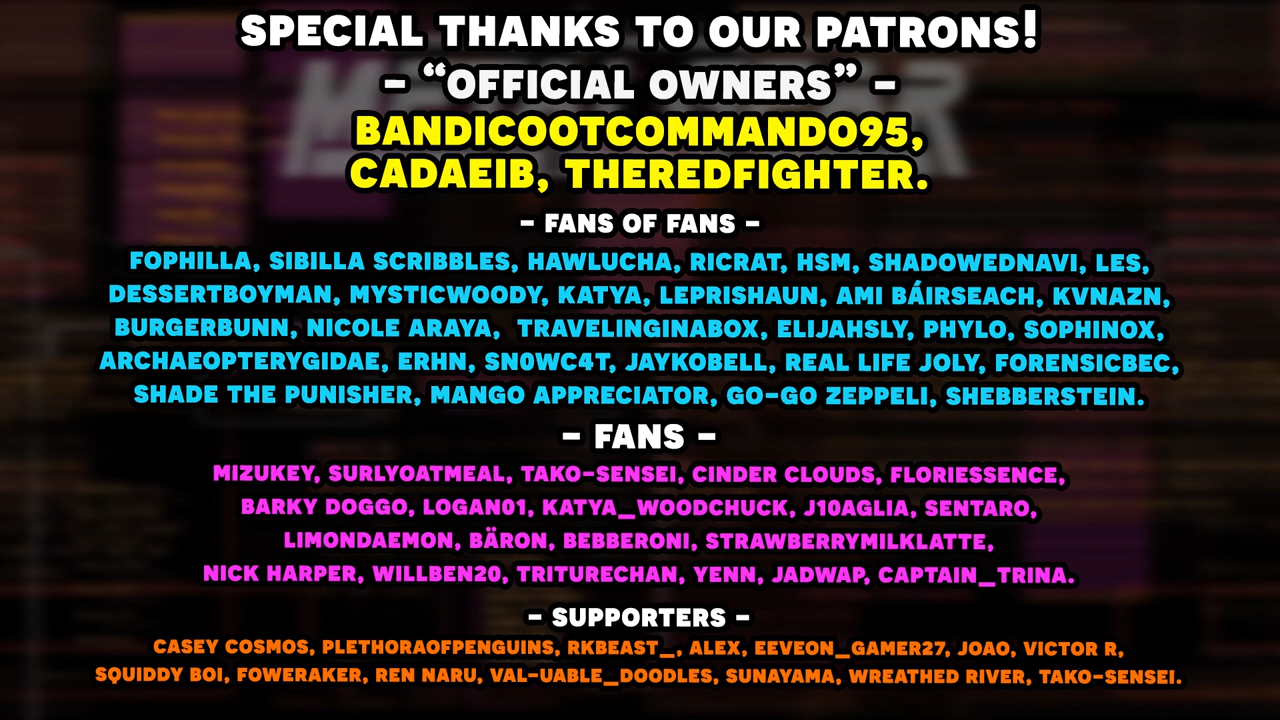 SPECIAL THANKS TO OUR PATRONS!
- “OFFICIAL OWNERS” -
BANDICOOTCOMMANDO95,
CADAEIB, THEREDFIGHTER.
- FANS OF FANS -
FOPHILLA, SIBILLA SCRIBBLES, HAWLUCHA, RICRAT, HSM, SHADOWEDNAVI, LES,
DESSERTBOYMAN, MYSTICWOODY, KATYA, LEPRISHAUN, AMI BÁIRSEACH, KVNAZN,
BURGERBUNN, NICOLE ARAYA, TRAVELINGINABOX, ELIJAHSLY, PHYLO, SOPHINOX,
ARCHAEOPTERYGIDAE, ERHN, SN0WC4T, JAYKOBELL, REAL LIFE JOLY, FORENSICBEC,
SHADE THE PUNISHER, MANGO APPRECIATOR, GO-GO ZEPPELI, SHEBBERSTEIN.
- FANS -
MIZUKEY, SURLYOATMEAL, TAKO-SENSEI, CINDER CLOUDS, FLORIESSENCE,
BARKY DOGGO, LOGAN01, KATYA_WOODCHUCK, J10AGLIA, SENTARO,
LIMONDAEMON, BÄRON, BEBBERONI, STRAWBERRYMILKLATTE,
NICK HARPER, WILLBEN20, TRITURECHAN, YENN, JADWAP, CAPTAIN_TRINA.
- SUPPORTERS -
CASEY COSMOS, PLETHORAOFPENGUINS, RKBEAST_, ALEX, EEVEON_GAMER27, JOAO, VICTOR R,
SQUIDDY BOI, FOWERAKER, REN NARU, VAL-UABLE_DOODLES, SUNAYAMA, WREATHED RIVER, TAKO-SENSEI.